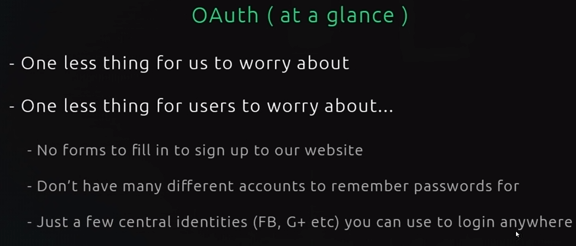 OAuth ( at a glance )
- One less thing for us to worry about
- One less thing for users to worry about...
- No forms to fill in to sign up to our website
- Don't have many different accounts to remember passwords for
- Just a few central identities (FB, G+ etc) you can use to login anywhere